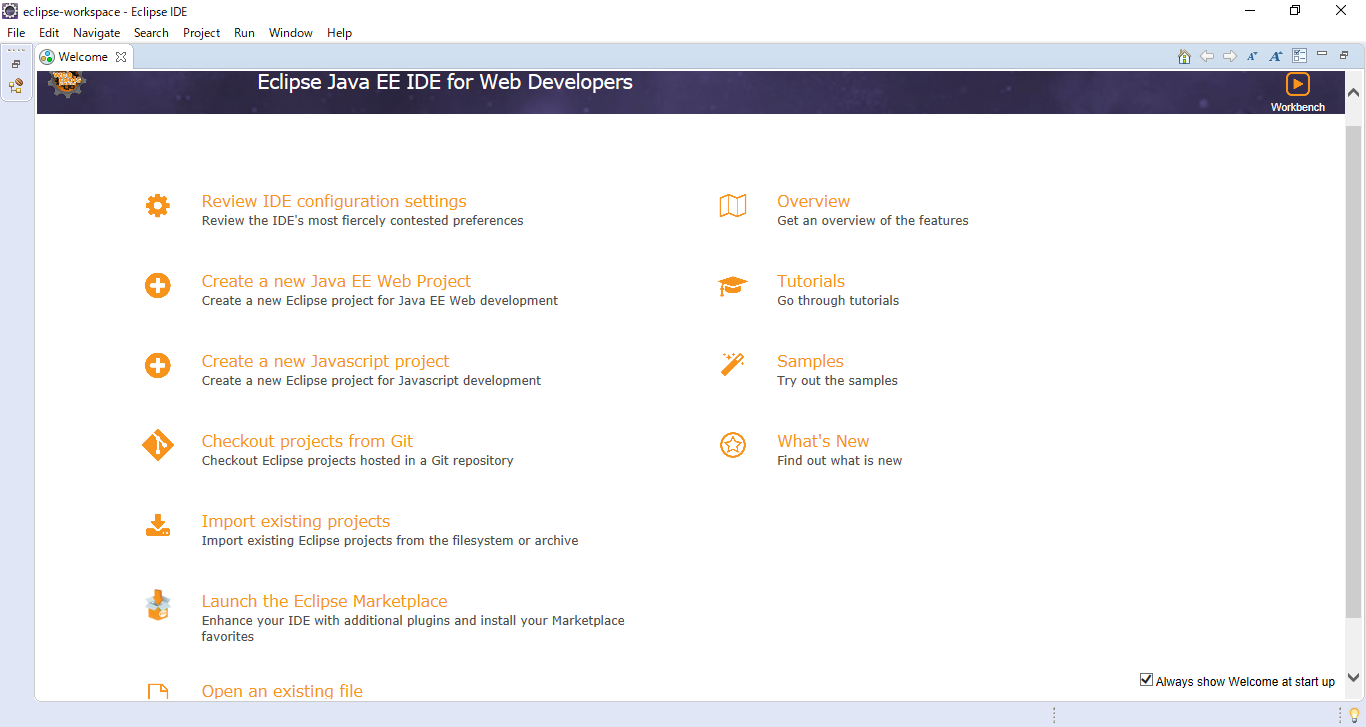 eclipse-workspace - Eclipse IDE
File Edit Navigate Search Project Run Window Help
Welcome
Eclipse Java EE IDE for Web Developers
Workbench
Review IDE configuration settings
Review the IDE's most fiercely contested preferences
Create a new Java EE Web Project
Create a new Eclipse project for Java EE Web development
Create a new Javascript project
Create a new Eclipse project for Javascript development
Checkout projects from Git
Checkout Eclipse projects hosted in a Git repository
Import existing projects
Import existing Eclipse projects from the filesystem or archive
Launch the Eclipse Marketplace
Enhance your IDE with additional plugins and install your Marketplace
favorites
Open an existing file
Overview
Get an overview of the features
Tutorials
Go through tutorials
Samples
Try out the samples
What's New
Find out what is new
Always show Welcome at start up